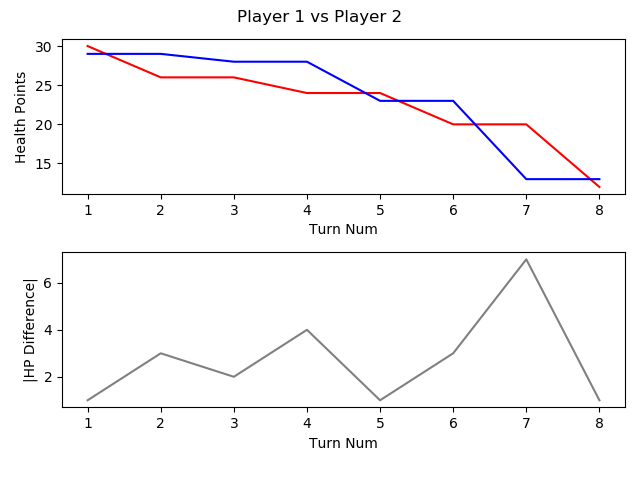 Player 1 vs Player 2
Health Points
30
25
20
15
1 2 3 4 5 6 7 8
Turn Num
|HP Difference|
6
4
2
1 2 3 4 5 6 7 8
Turn Num